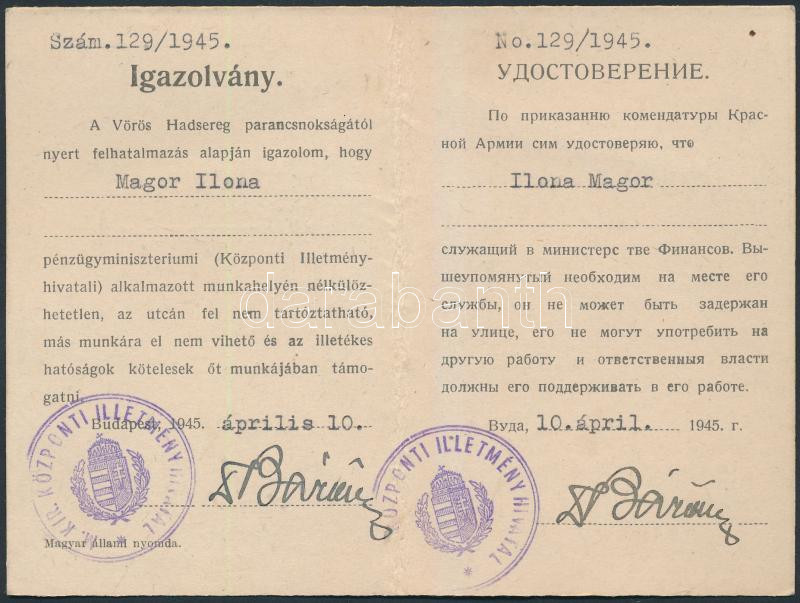 Szám.129/1945.
Igazolvány.
A Vörös Hadsereg parancsnokságától
nyert felhatalmazás alapján igazolom, hogy
Magor Ilona
pénzügyminiszteriumi (Központi Illetmény-
hivatali) alkalmazott munkahelyén nélkülöz-
hetetlen, az utcán fel nem tartóztatható,
más munkára el nem vihető és az illetékes
hatóságok kötelesek őt munkájában támo-
gatni.
Budapest, 1945. április 10.
M. KIR. KÖZPONTI ILLETMÉNYHIVATAL
Magyar állami nyomda.
No.129/1945.
УДОСТОВЕРЕНИЕ.
По приказанию комендатуры Крас-
ной Армии сим удостоверяю, что
Ilona Magor
служащий в министерс тве Финансов. Вы-
шеупомянутый необходим на месте его
службы, он не может быть задержан
на улице, его не могут употребить на
другую работу и ответственныя власти
должны его поддерживать в его работе.
Вуда, 10.ápril. 1945. г.
KÖZPONTI ILLETMÉNYHIVATAL
darabanth